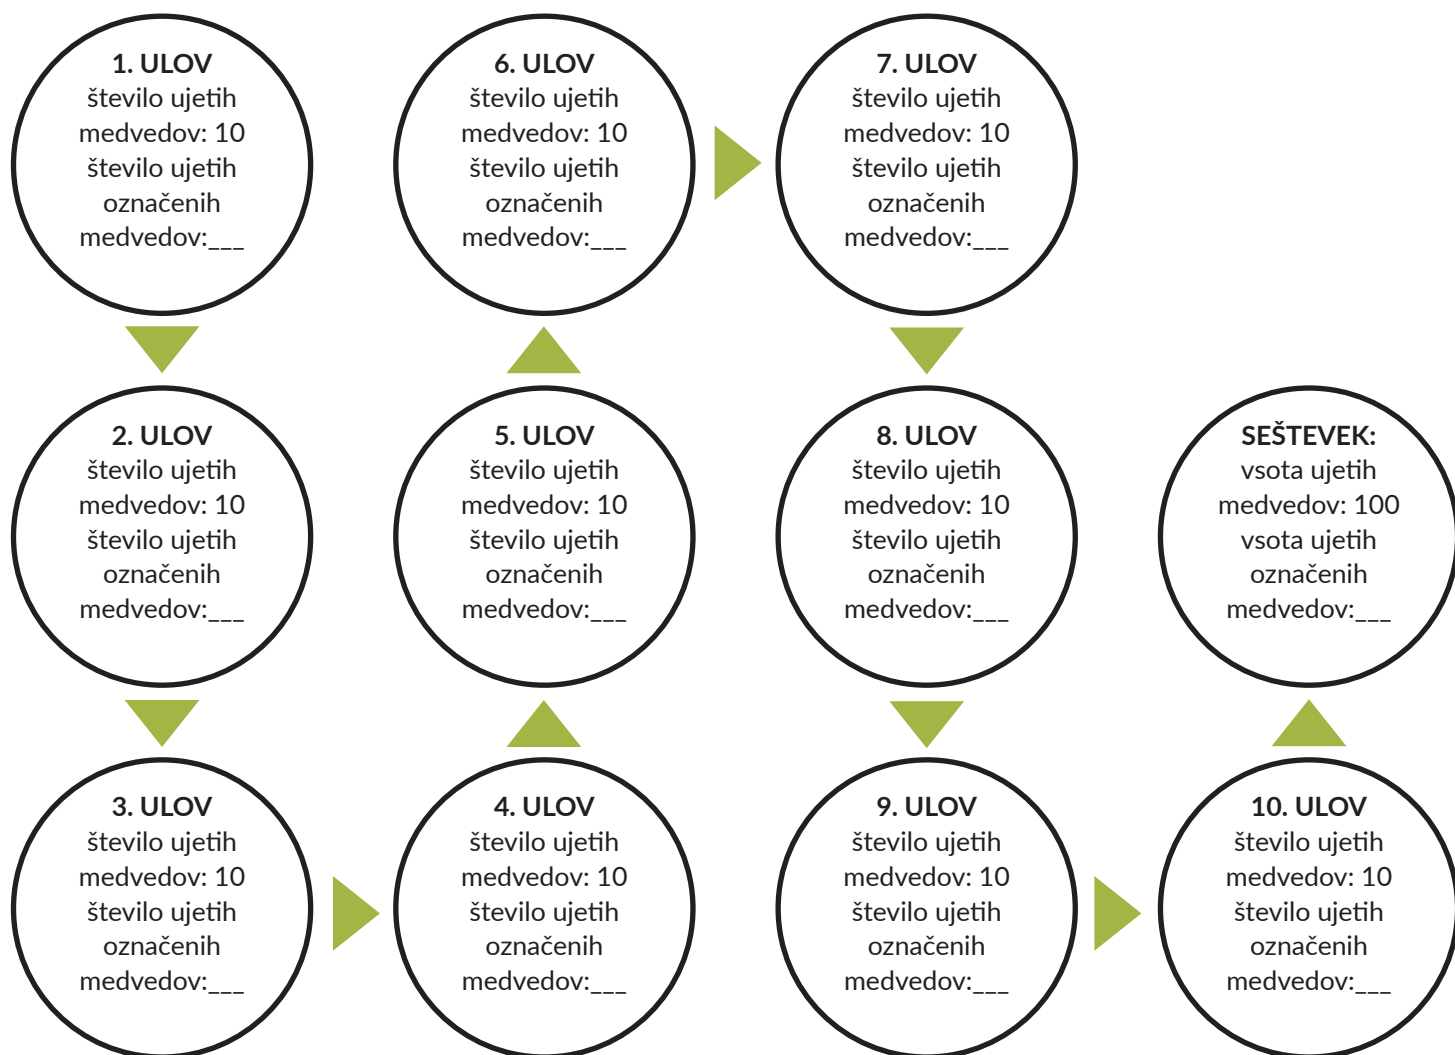 1. ULOV
število ujetih
medvedov: 10
število ujetih
označenih
medvedov:___
2. ULOV
število ujetih
medvedov: 10
število ujetih
označenih
medvedov:___
3. ULOV
število ujetih
medvedov: 10
število ujetih
označenih
medvedov:___
4. ULOV
število ujetih
medvedov: 10
število ujetih
označenih
medvedov:___
5. ULOV
število ujetih
medvedov: 10
število ujetih
označenih
medvedov:___
6. ULOV
število ujetih
medvedov: 10
število ujetih
označenih
medvedov:___
7. ULOV
število ujetih
medvedov: 10
število ujetih
označenih
medvedov:___
8. ULOV
število ujetih
medvedov: 10
število ujetih
označenih
medvedov:___
9. ULOV
število ujetih
medvedov: 10
število ujetih
označenih
medvedov:___
10. ULOV
število ujetih
medvedov: 10
število ujetih
označenih
medvedov:___
SEŠTEVEK:
vsota ujetih
medvedov: 100
vsota ujetih
označenih
medvedov:___